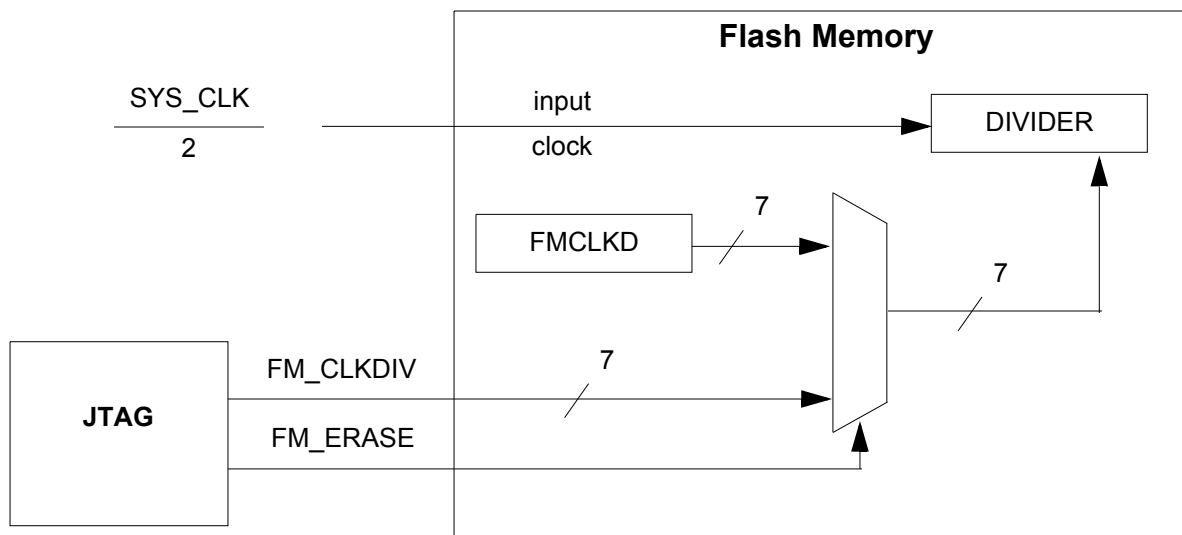 Flash Memory
SYS_CLK
2
input
clock
DIVIDER
7
FMCLKD
7
7
FM_CLKDIV
JTAG
FM_ERASE